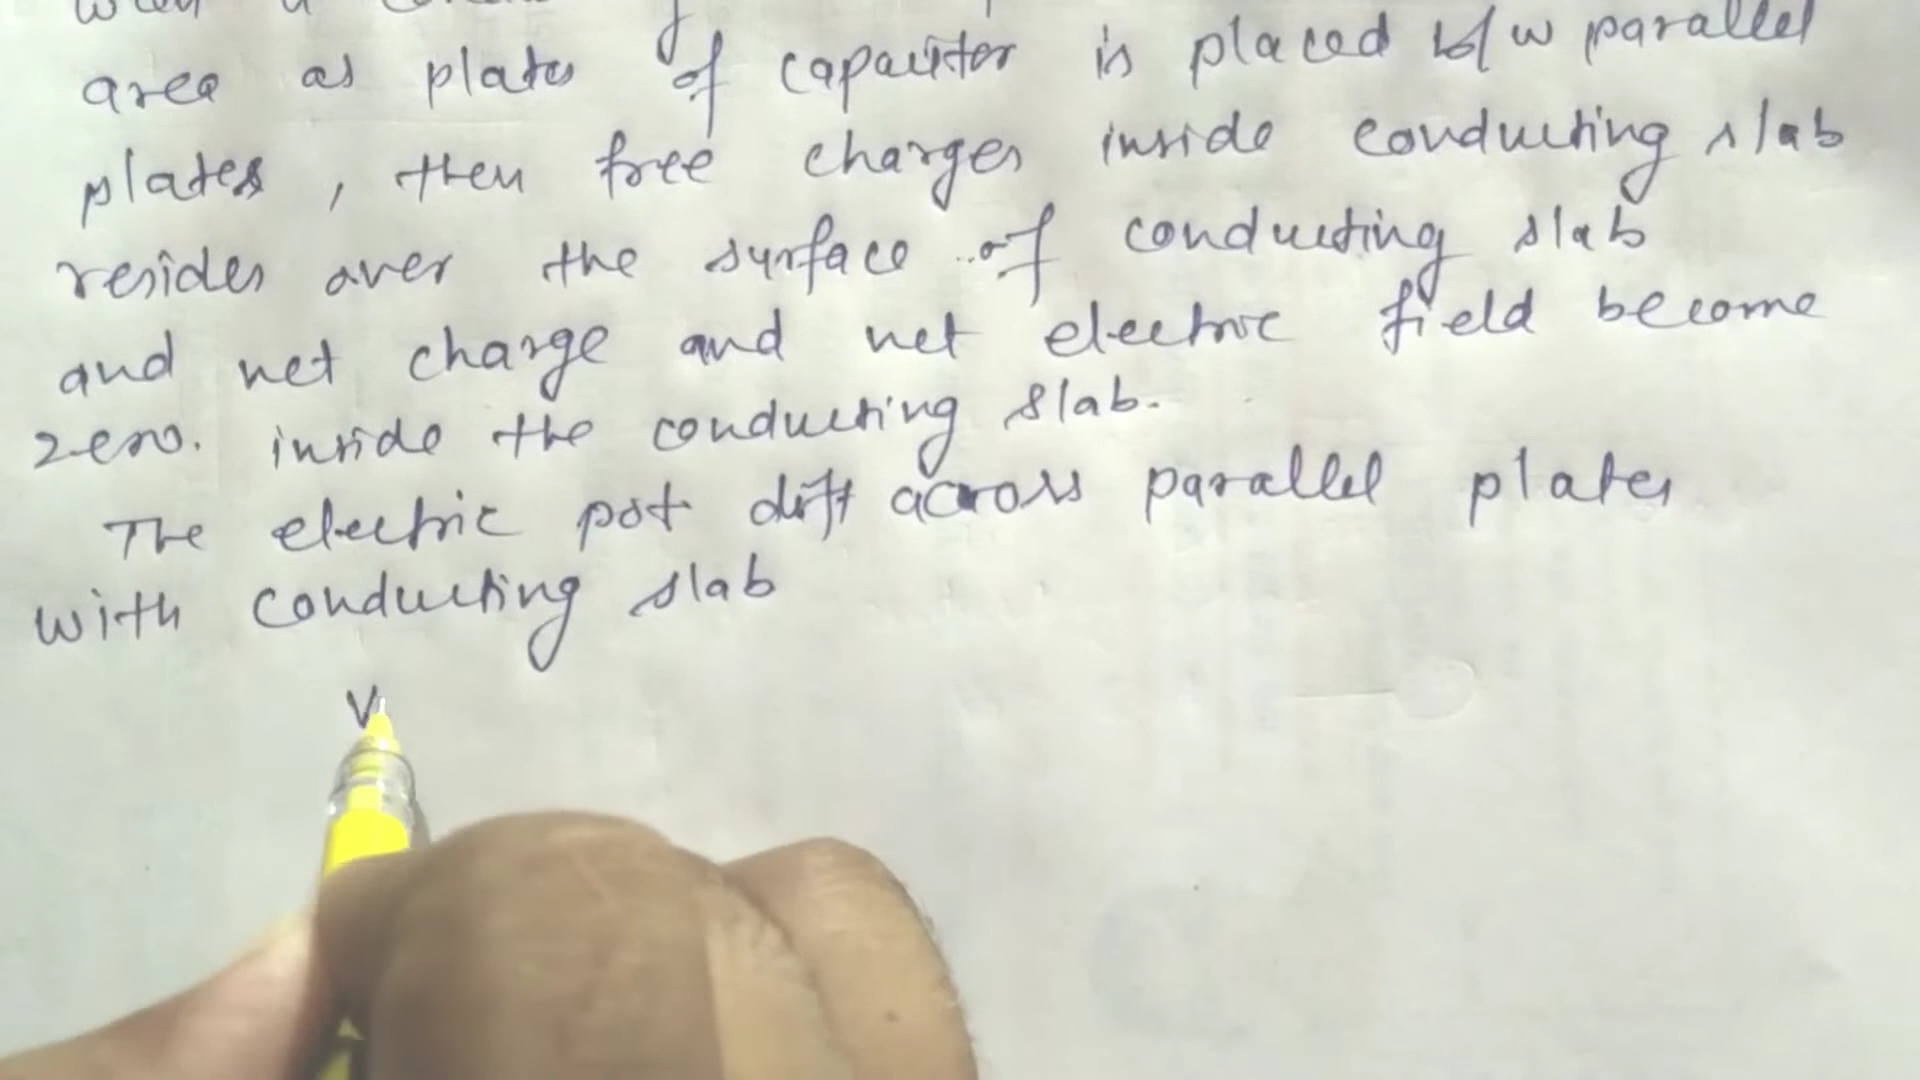 area as plates of capacitor is placed b/w parallel
plates, then free charges inside conducting slab
resides over the surface of conducting slab
and net charge and net electric field become
zero. inside the conducting slab.
The electric pot diff across parallel plates
with conducting slab
V